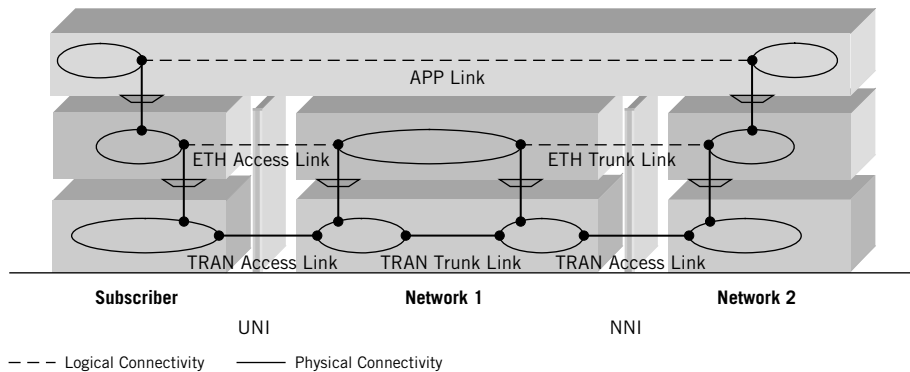 APP Link
ETH Access Link
ETH Trunk Link
TRAN Access Link
TRAN Trunk Link
TRAN Access Link
Subscriber
Network 1
Network 2
UNI
NNI
Logical Connectivity
Physical Connectivity